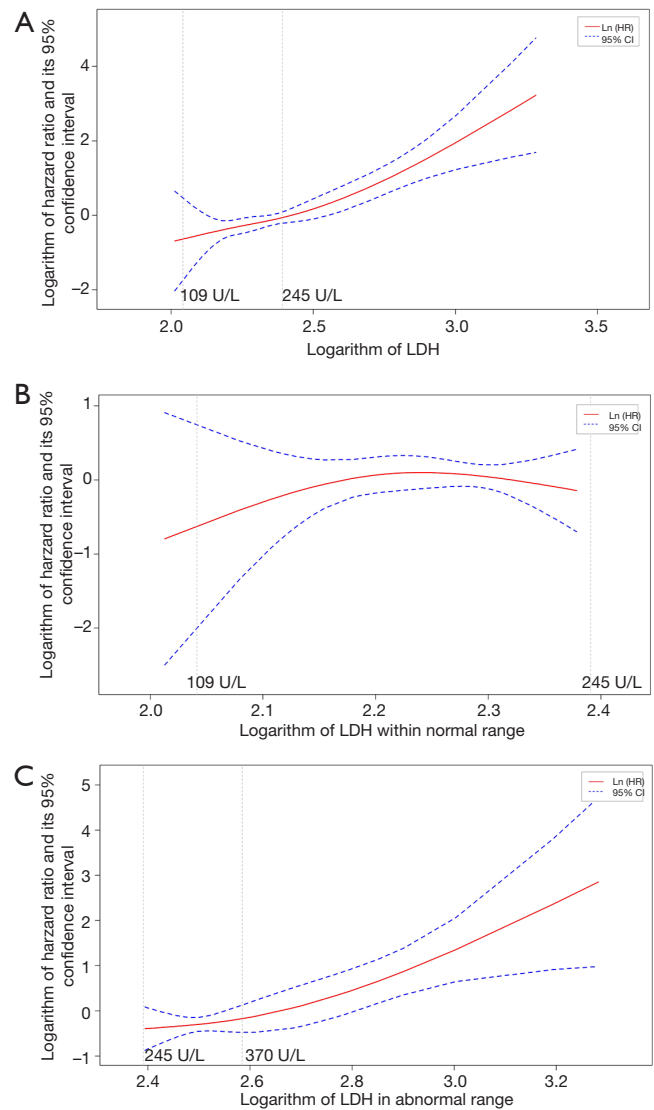 A
Logarithm of harzard ratio and its 95%
confidence interval
4
2
0
−2
Ln (HR)
95% CI
109 U/L
245 U/L
2.0
2.5
3.0
3.5
Logarithm of LDH
B
Logarithm of harzard ratio and its 95%
confidence interval
1
0
−1
−2
Ln (HR)
95% CI
109 U/L
245 U/L
2.0
2.1
2.2
2.3
2.4
Logarithm of LDH within normal range
C
Logarithm of harzard ratio and its 95%
confidence interval
5
4
3
2
1
0
−1
Ln (HR)
95% CI
245 U/L
370 U/L
2.4
2.6
2.8
3.0
3.2
Logarithm of LDH in abnormal range